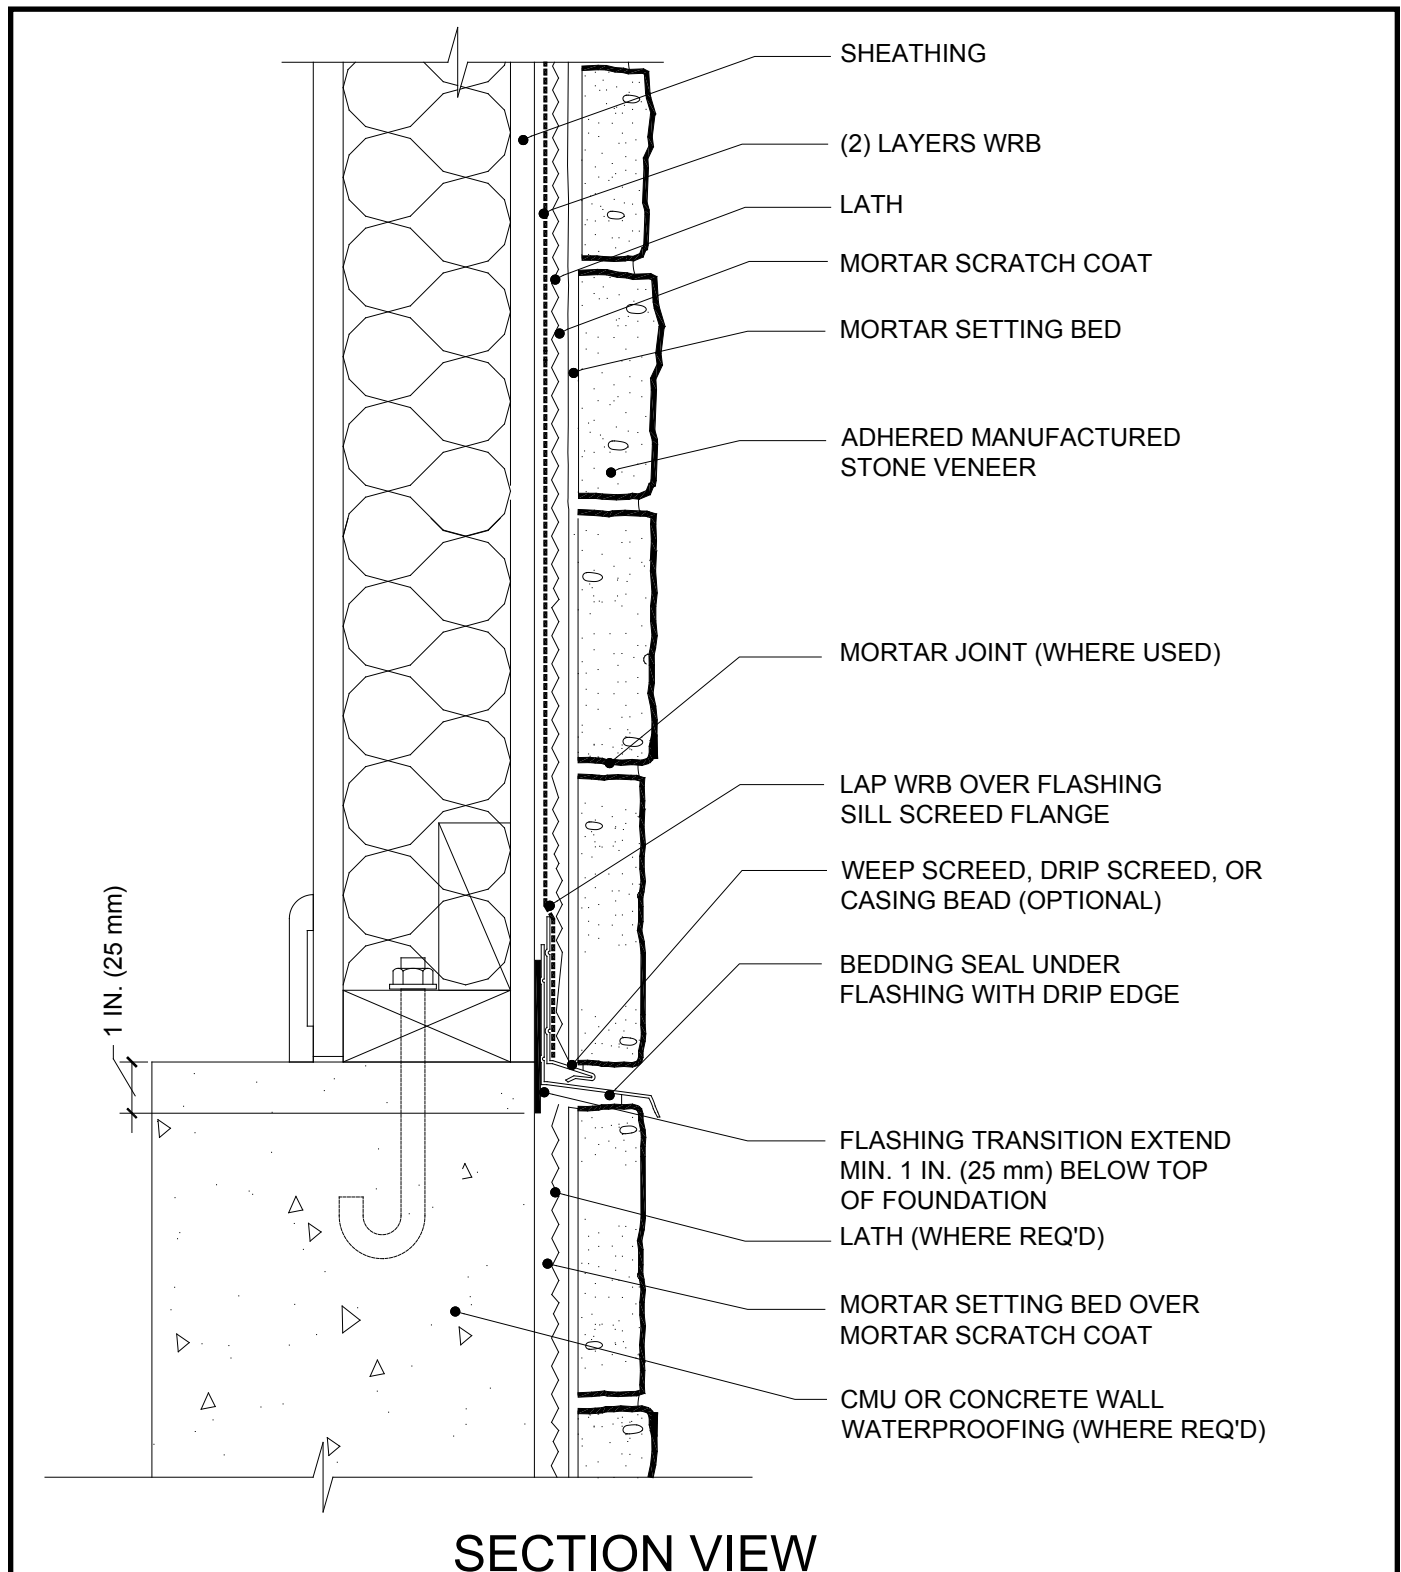 SHEATHING
(2) LAYERS WRB
LATH
MORTAR SCRATCH COAT
MORTAR SETTING BED
ADHERED MANUFACTURED
STONE VENEER
MORTAR JOINT (WHERE USED)
LAP WRB OVER FLASHING
SILL SCREED FLANGE
WEEP SCREED, DRIP SCREED, OR
CASING BEAD (OPTIONAL)
1 IN. (25 mm)
BEDDING SEAL UNDER
FLASHING WITH DRIP EDGE
FLASHING TRANSITION EXTEND
MIN. 1 IN. (25 mm) BELOW TOP
OF FOUNDATION
LATH (WHERE REQ'D)
MORTAR SETTING BED OVER
MORTAR SCRATCH COAT
CMU OR CONCRETE WALL
WATERPROOFING (WHERE REQ'D)
SECTION VIEW